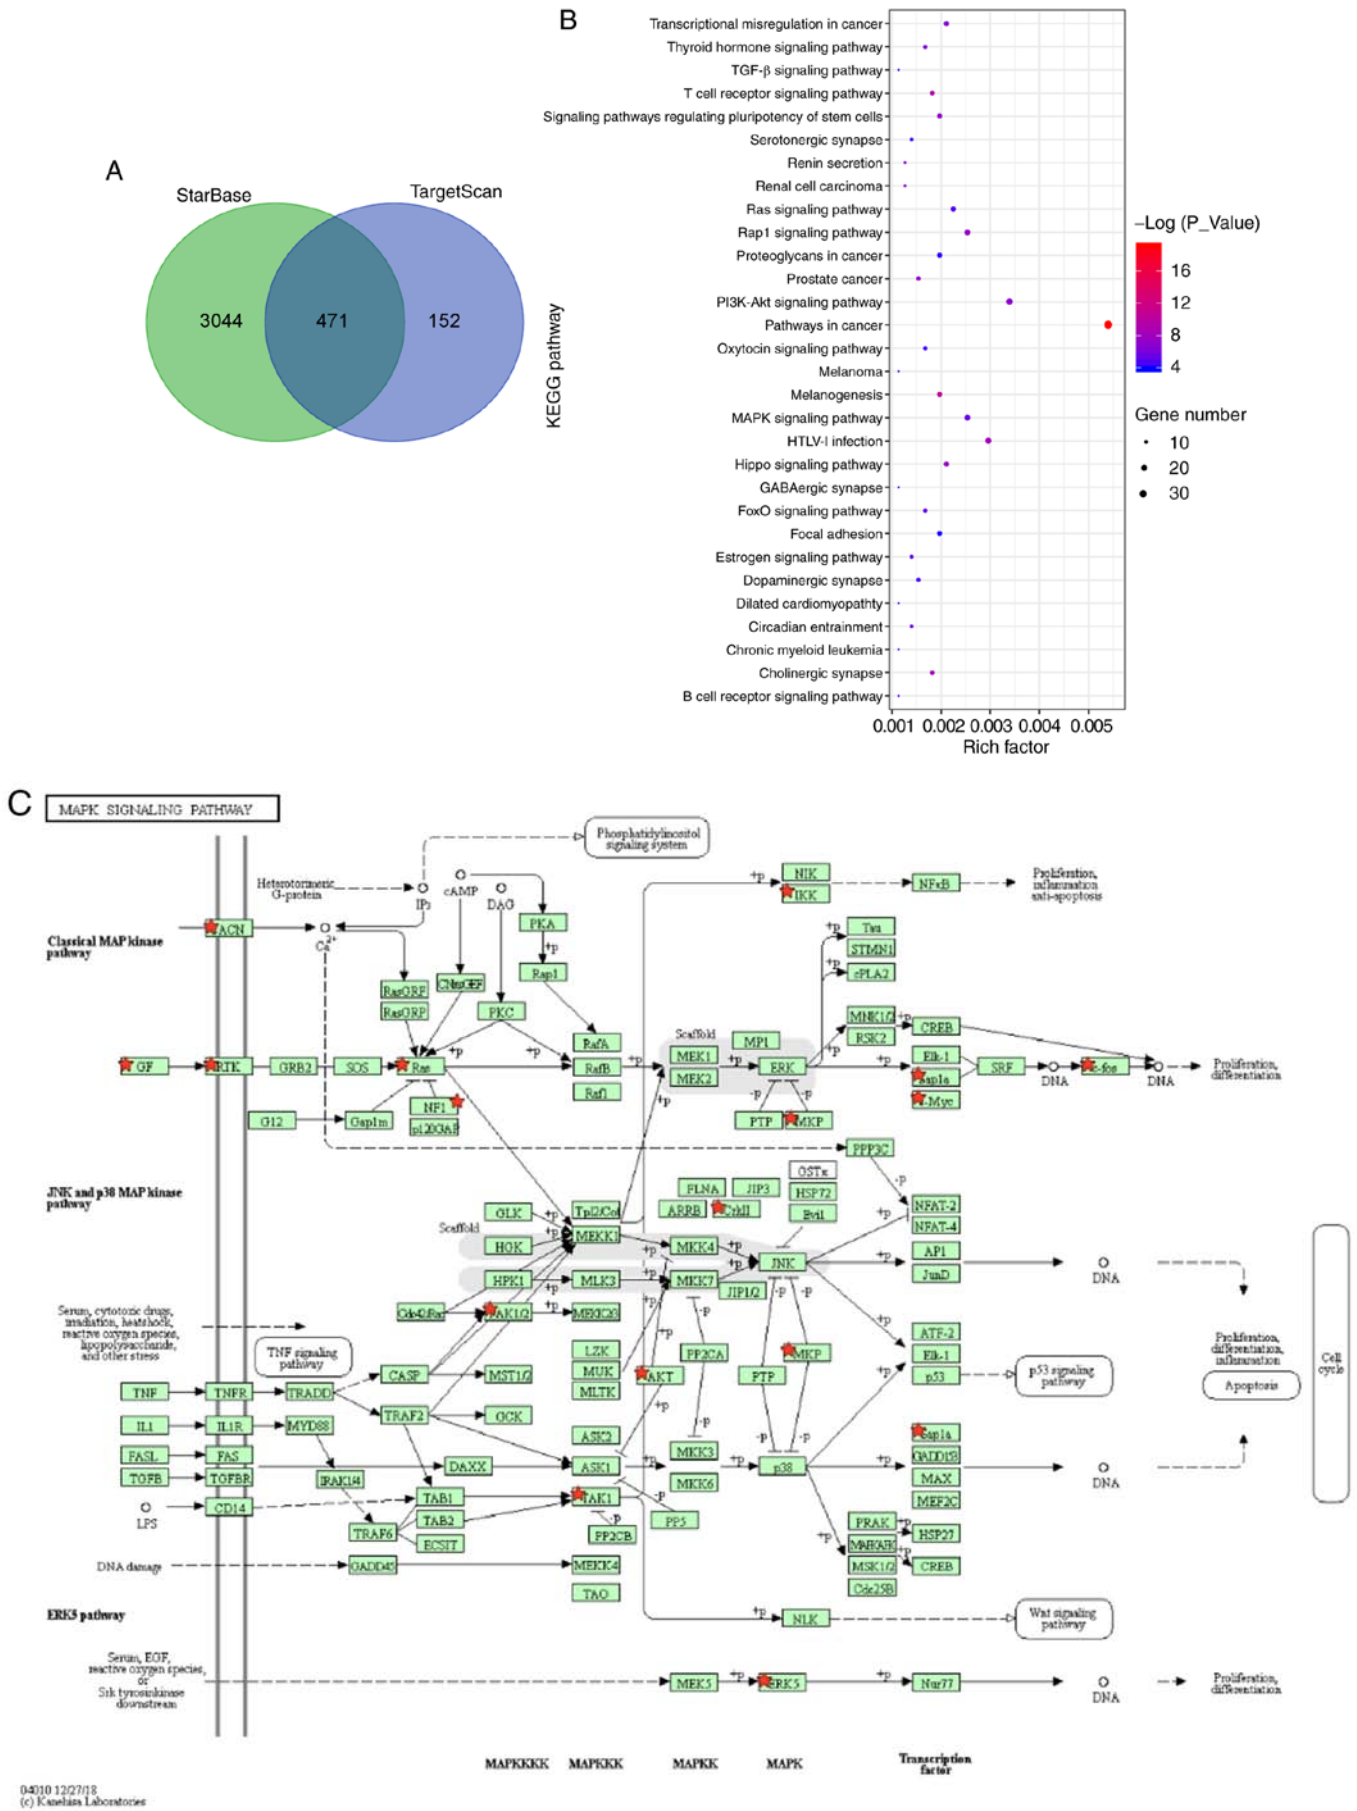 A
StarBase
TargetScan
3044
471
152
B
KEGG pathway
Transcriptional misregulation in cancer
Thyroid hormone signaling pathway
TGF-β signaling pathway
T cell receptor signaling pathway
Signaling pathways regulating pluripotency of stem cells
Serotonergic synapse
Renin secretion
Renal cell carcinoma
Ras signaling pathway
Rap1 signaling pathway
Proteoglycans in cancer
Prostate cancer
PI3K-Akt signaling pathway
Pathways in cancer
Oxytocin signaling pathway
Melanoma
Melanogenesis
MAPK signaling pathway
HTLV-I infection
Hippo signaling pathway
GABAergic synapse
FoxO signaling pathway
Focal adhesion
Estrogen signaling pathway
Dopaminergic synapse
Dilated cardiomyopathty
Circadian entrainment
Chronic myeloid leukemia
Cholinergic synapse
B cell receptor signaling pathway
0.001 0.002 0.003 0.004 0.005
Rich factor
−Log (P_Value)
16
12
8
4
Gene number
10
20
30
C
MAPK SIGNALING PATHWAY
Phosphatidylinositol
signaling system
Heterotorimeric
G-protein
IP3
cAMP
DAG
Ca2+
PKA
+p
Rap1
+p
NIK
IKK
NFκB
Proliferation,
inflammation
anti-apoptosis
Classical MAP kinase
pathway
CACN
RasGRF
RasGRP
CNasGEF
PKC
RafA
RafB
Raf1
Scaffold
MEK1
MEK2
MP1
ERK
Tau
STMN1
cPLA2
MNK1/2
RSK2
CREB
GF
RTK
GRB2
SOS
Ras
+p
+p
+p
+p
+p
Elk-1
Sap1a
c-Myc
SRF
DNA
c-fos
DNA
Proliferation,
differentiation
G12
Gap1m
NF1
p120GAP
PTP
MKP
-p
-p
PPP3C
-p
JNK and p38 MAP kinase
pathway
Scaffold
GLK
HGK
HPK1
Tpl2/Cot
MEKK1
MLK3
FLNA
JIP3
ARRB
CrkII
OSTα
HSP72
Evi1
MKK4
MKK7
JIP1/2
JNK
NFAT-2
NFAT-4
AP1
JunD
DNA
Cdc42/Rac
PAK1/2
MEKK2/3
Serum, cytotoxic drugs,
irradiation, heatshock,
reactive oxygen species,
lipopolysaccharide,
and other stress
TNF signaling
pathway
LZK
MUK
MLTK
PP2CA
AKT
PTP
MKP
ATF-2
Elk-1
p53
p53 signaling
pathway
Proliferation,
differentiation,
inflammation
Apoptosis
Cell
cycle
CASP
MST1/2
TNF
TNFR
TRADD
TRAF2
GCK
IL1
IL1R
MYD88
ASK2
ASK1
MKK3
MKK6
p38
Sap1a
GADD153
MAX
MEF2C
DNA
FASL
FAS
DAXX
TGFB
TGFBR
IRAK1/4
LPS
CD14
TAB1
TAB2
ECSIT
TRAF6
TAK1
PP2CB
PP5
PRAK
MAPKAPK
MSK1/2
Cdc25B
HSP27
CREB
DNA damage
GADD45
MEKK4
TAO
ERK5 pathway
+p
NLK
Wnt signaling
pathway
Serum, EGF,
reactive oxygen species,
or
Srk tyrosinkinase
downstream
MEK5
+p
ERK5
+p
Nur77
DNA
Proliferation,
differentiation
MAPKKKK
MAPKKK
MAPKK
MAPK
Transcription
factor
04010 12/27/18
(c) Kanehisa Laboratories